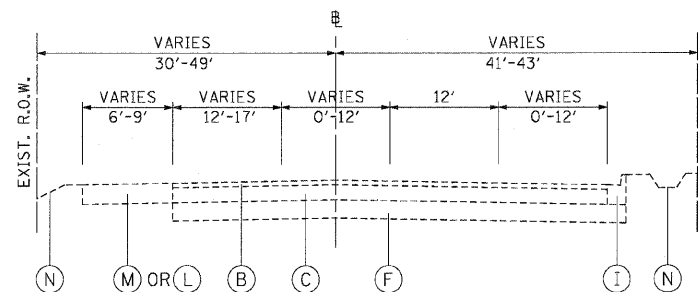 ℄
VARIES VARIES
30'-49' 41'-43'
EXIST. R.O.W.
VARIES VARIES VARIES 12' VARIES
6'-9' 12'-17' 0'-12' 0'-12'
N M OR L B C F I N